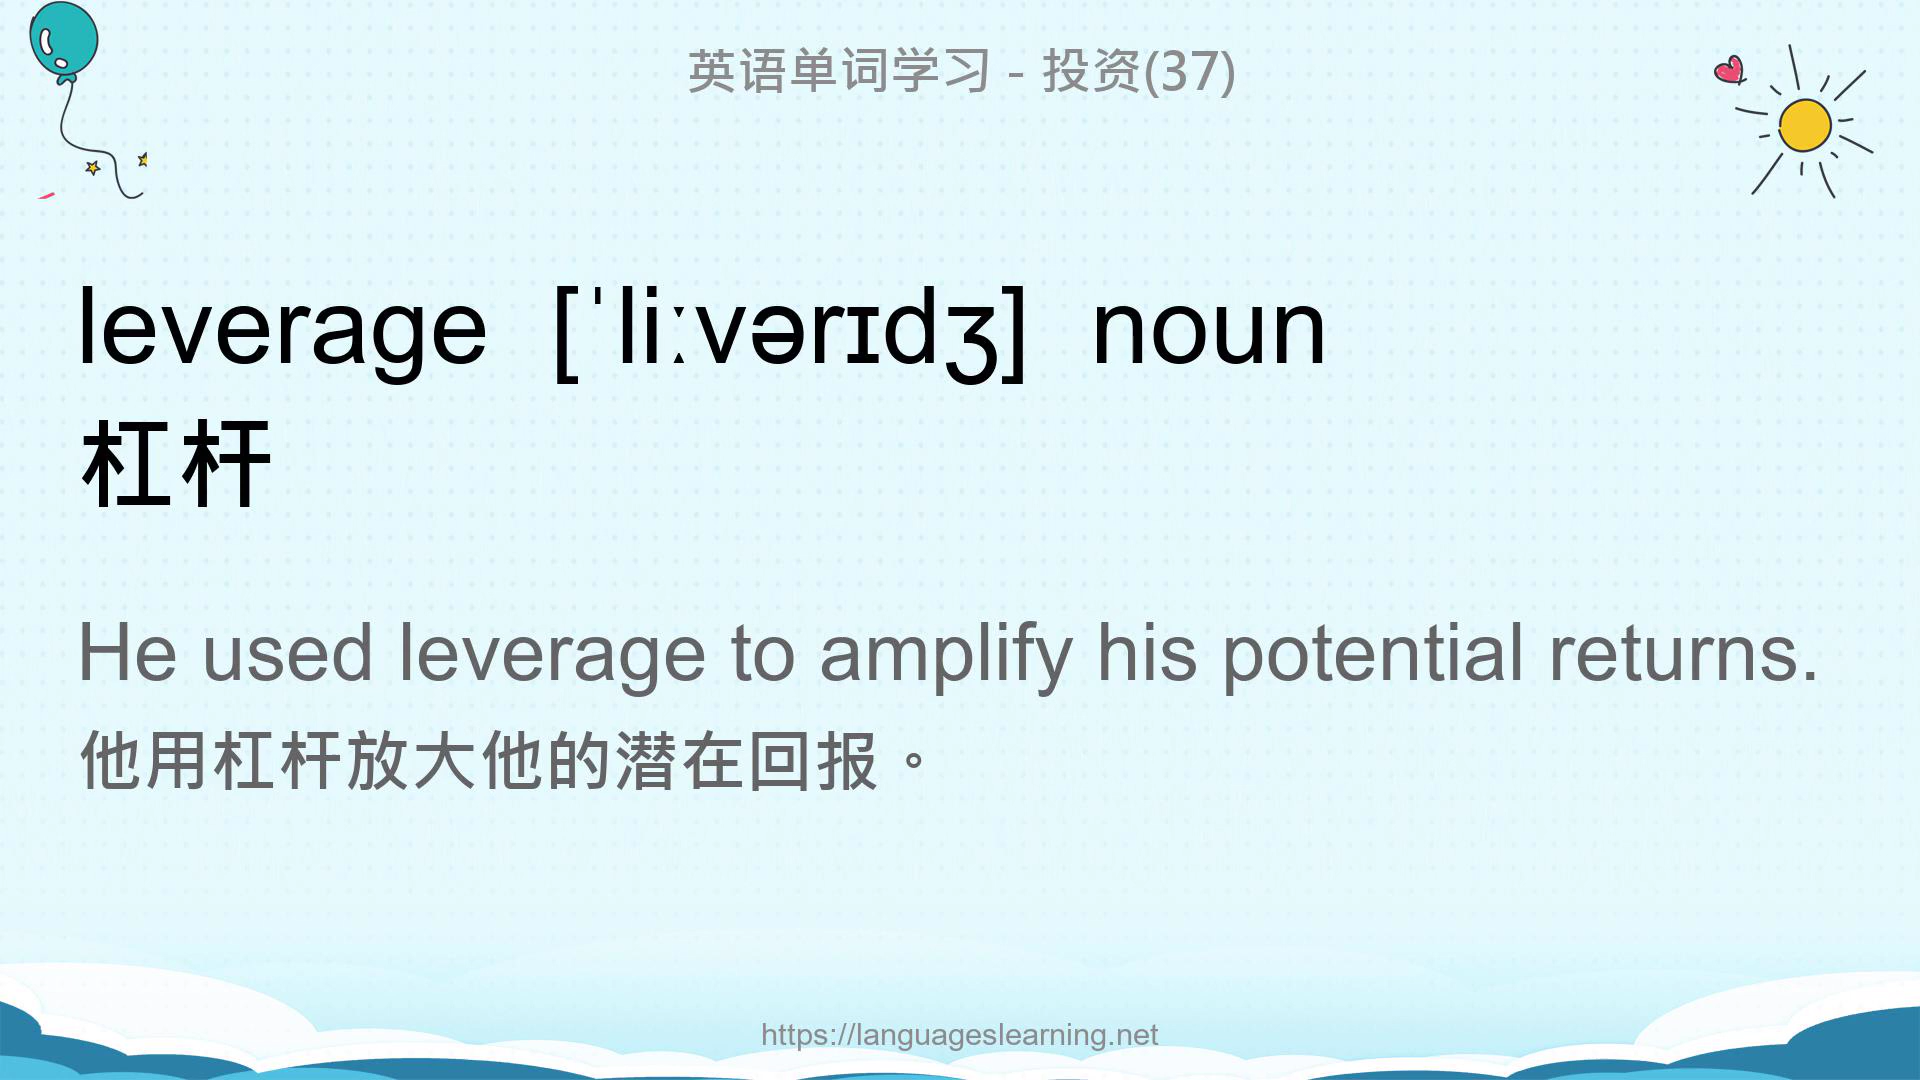 英语单词学习 - 投资(37)
leverage [ˈliːvərɪdʒ] noun
杠杆
He used leverage to amplify his potential returns.
他用杠杆放大他的潜在回报。
https://languageslearning.net